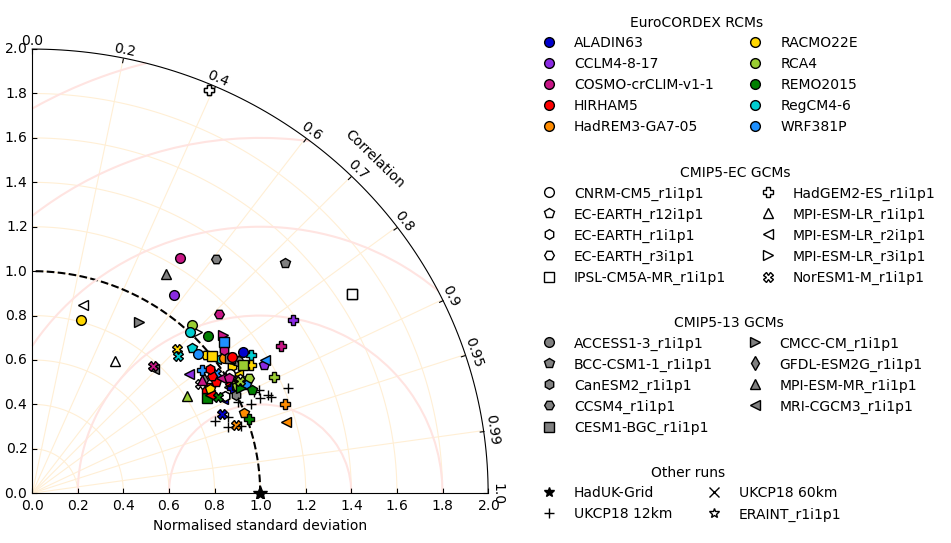 EuroCORDEX RCMs
ALADIN63
RACMO22E
CCLM4-8-17
RCA4
COSMO-crCLIM-v1-1
REMO2015
HIRHAM5
RegCM4-6
HadREM3-GA7-05
WRF381P
CMIP5-EC GCMs
CNRM-CM5_r1i1p1
HadGEM2-ES_r1i1p1
EC-EARTH_r12i1p1
MPI-ESM-LR_r1i1p1
EC-EARTH_r1i1p1
MPI-ESM-LR_r2i1p1
EC-EARTH_r3i1p1
MPI-ESM-LR_r3i1p1
IPSL-CM5A-MR_r1i1p1
NorESM1-M_r1i1p1
CMIP5-13 GCMs
ACCESS1-3_r1i1p1
CMCC-CM_r1i1p1
BCC-CSM1-1_r1i1p1
GFDL-ESM2G_r1i1p1
CanESM2_r1i1p1
MPI-ESM-MR_r1i1p1
CCSM4_r1i1p1
MRI-CGCM3_r1i1p1
CESM1-BGC_r1i1p1
Other runs
HadUK-Grid
UKCP18 60km
UKCP18 12km
ERAINT_r1i1p1
2.0
1.8
1.6
1.4
1.2
1.0
0.8
0.6
0.4
0.2
0.0
0.0
0.2
0.4
0.6
0.8
1.0
1.2
1.4
1.6
1.8
2.0
Normalised standard deviation
0.0
0.2
0.4
0.6
0.7
0.8
0.9
0.95
0.99
1.0
Correlation